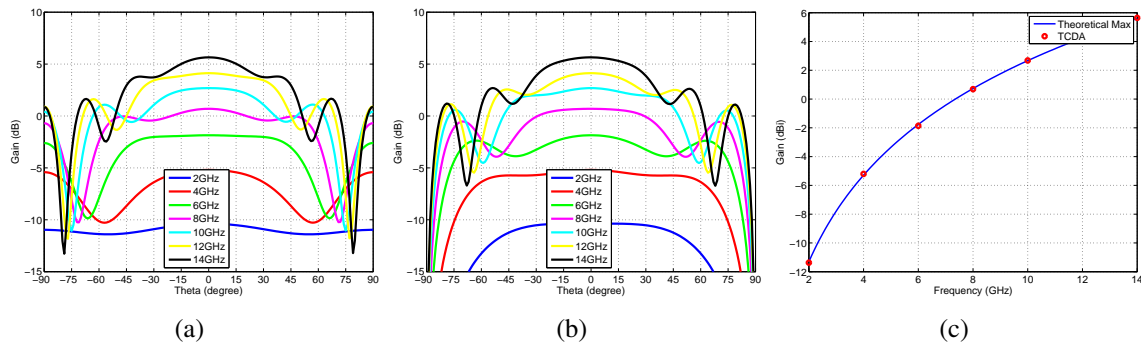 10
5
0
−5
−10
−15
Gain (dB)
2GHz
4GHz
6GHz
8GHz
10GHz
12GHz
14GHz
−90 −75 −60 −45 −30 −15 0 15 30 45 60 75 90
Theta (degree)
(a)
10
5
0
−5
−10
−15
Gain (dB)
2GHz
4GHz
6GHz
8GHz
10GHz
12GHz
14GHz
−90 −75 −60 −45 −30 −15 0 15 30 45 60 75 90
Theta (degree)
(b)
6
4
2
0
−2
−4
−6
−8
−10
−12
Gain (dBi)
Theoretical Max
TCDA
2 4 6 8 10 12 14
Frequency (GHz)
(c)